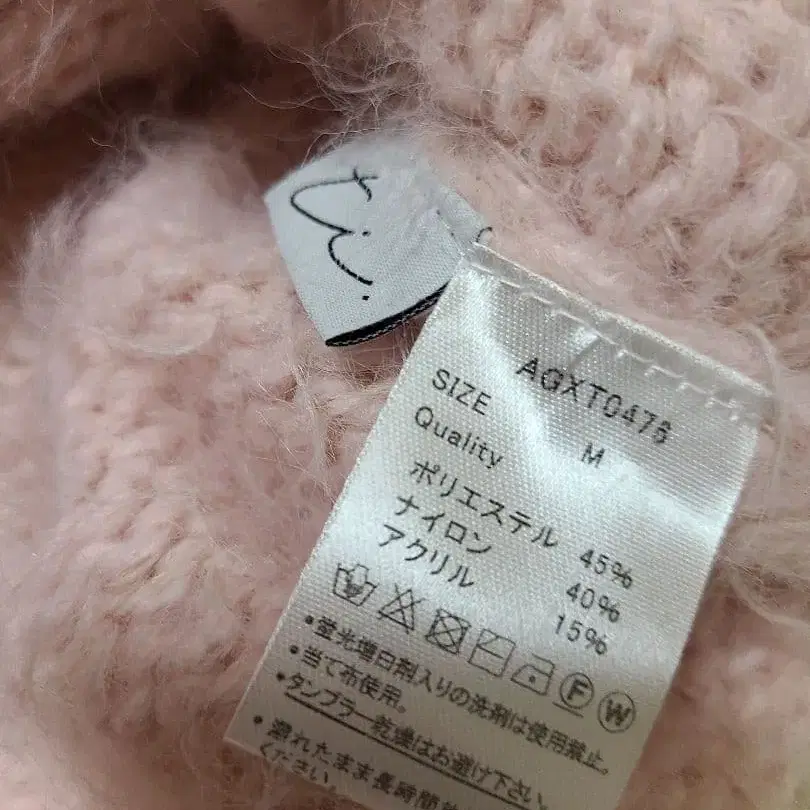 AGXT0476
SIZE M
Quality
ポリエステル 45%
ナイロン 40%
アクリル 15%
F W
•蛍光増白剤入りの洗剤は使用禁止。
•当て布使用。
•タンブラー乾燥はお避け下さい。
•濡れたまま長時間
ください。